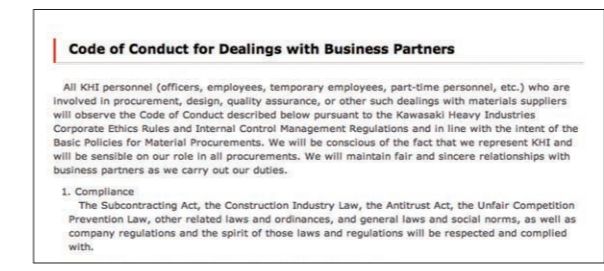 Code of Conduct for Dealings with Business Partners
All KHI personnel (officers, employees, temporary employees, part-time personnel, etc.) who are
involved in procurement, design, quality assurance, or other such dealings with materials suppliers
will observe the Code of Conduct described below pursuant to the Kawasaki Heavy Industries
Corporate Ethics Rules and Internal Control Management Regulations and in line with the intent of the
Basic Policies for Material Procurements. We will be conscious of the fact that we represent KHI and
will be sensible on our role in all procurements. We will maintain fair and sincere relationships with
business partners as we carry out our duties.
1. Compliance
The Subcontracting Act, the Construction Industry Law, the Antitrust Act, the Unfair Competition
Prevention Law, other related laws and ordinances, and general laws and social norms, as well as
company regulations and the spirit of those laws and regulations will be respected and complied
with.